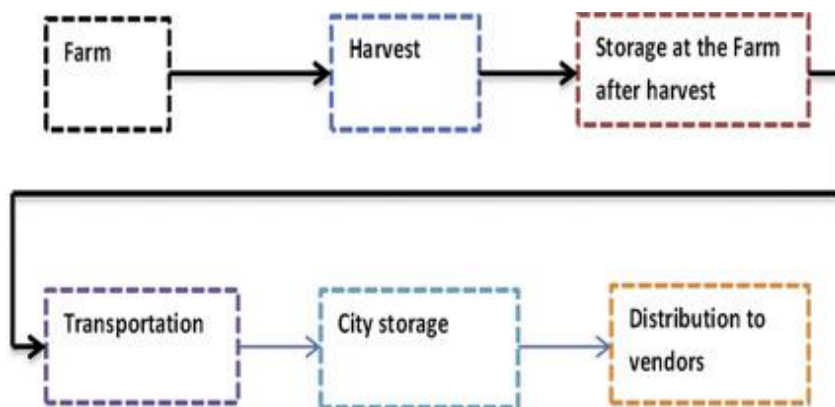 Farm
Harvest
Storage at the Farm
after harvest
Transportation
City storage
Distribution to
vendors